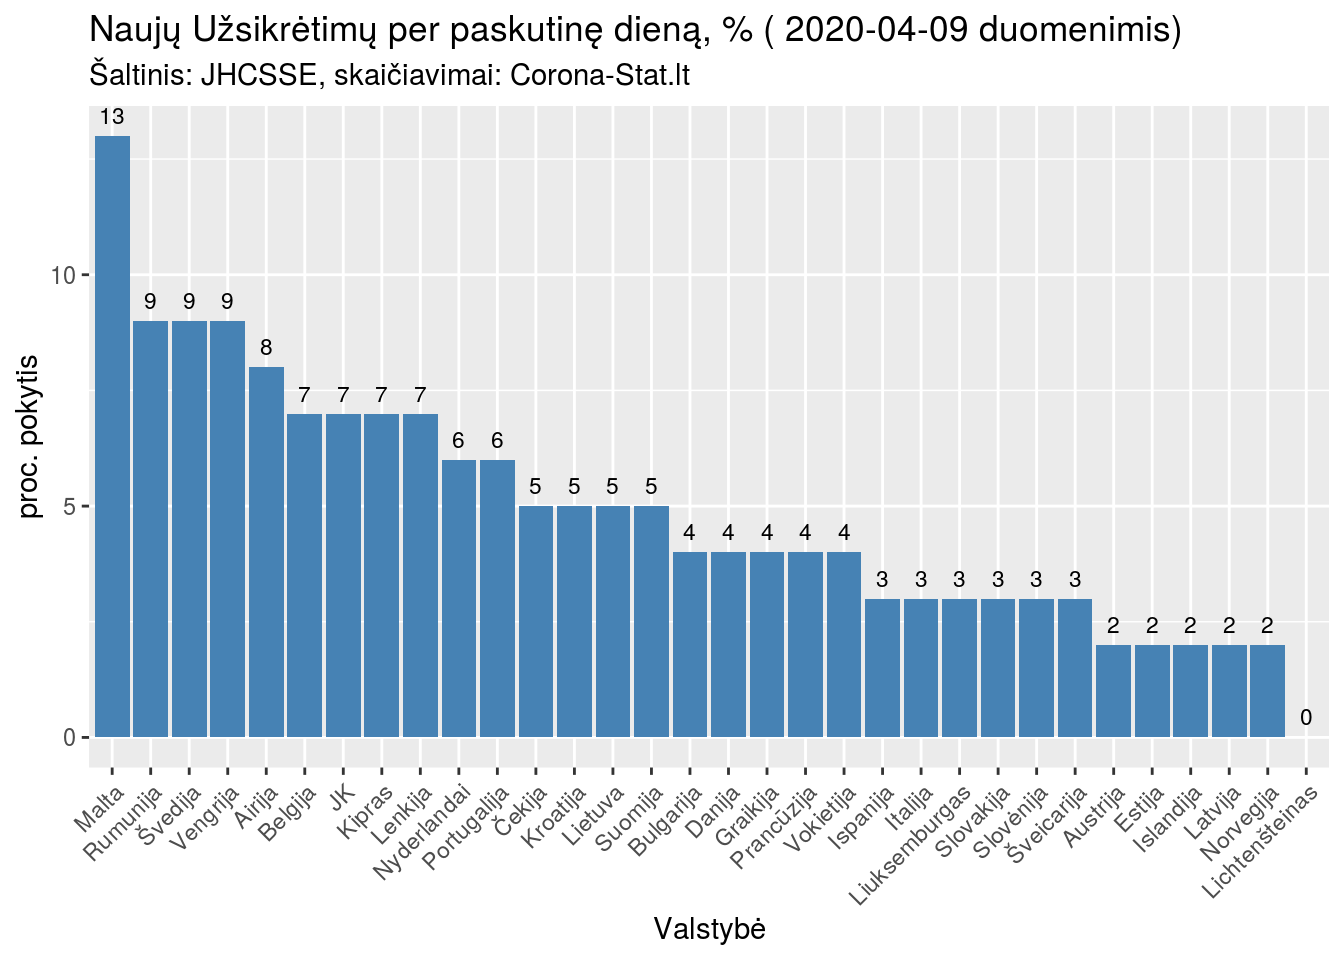 Naujų Užsikrėtimų per paskutinę dieną, % ( 2020-04-09 duomenimis)
Šaltinis: JHCSSE, skaičiavimai: Corona-Stat.lt
13
9
9
9
8
7
7
7
7
6
6
5
5
5
5
4
4
4
4
4
3
3
3
3
3
3
2
2
2
2
2
0
10
5
0
proc. pokytis
Malta
Rumunija
Švedija
Vengrija
Airija
Belgija
JK
Kipras
Lenkija
Nyderlandai
Portugalija
Čekija
Kroatija
Lietuva
Suomija
Bulgarija
Danija
Graikija
Prancūzija
Vokietija
Ispanija
Italija
Liuksemburgas
Slovakija
Slovėnija
Šveicarija
Austrija
Estija
Islandija
Latvija
Norvegija
Lichtenšteinas
Valstybė